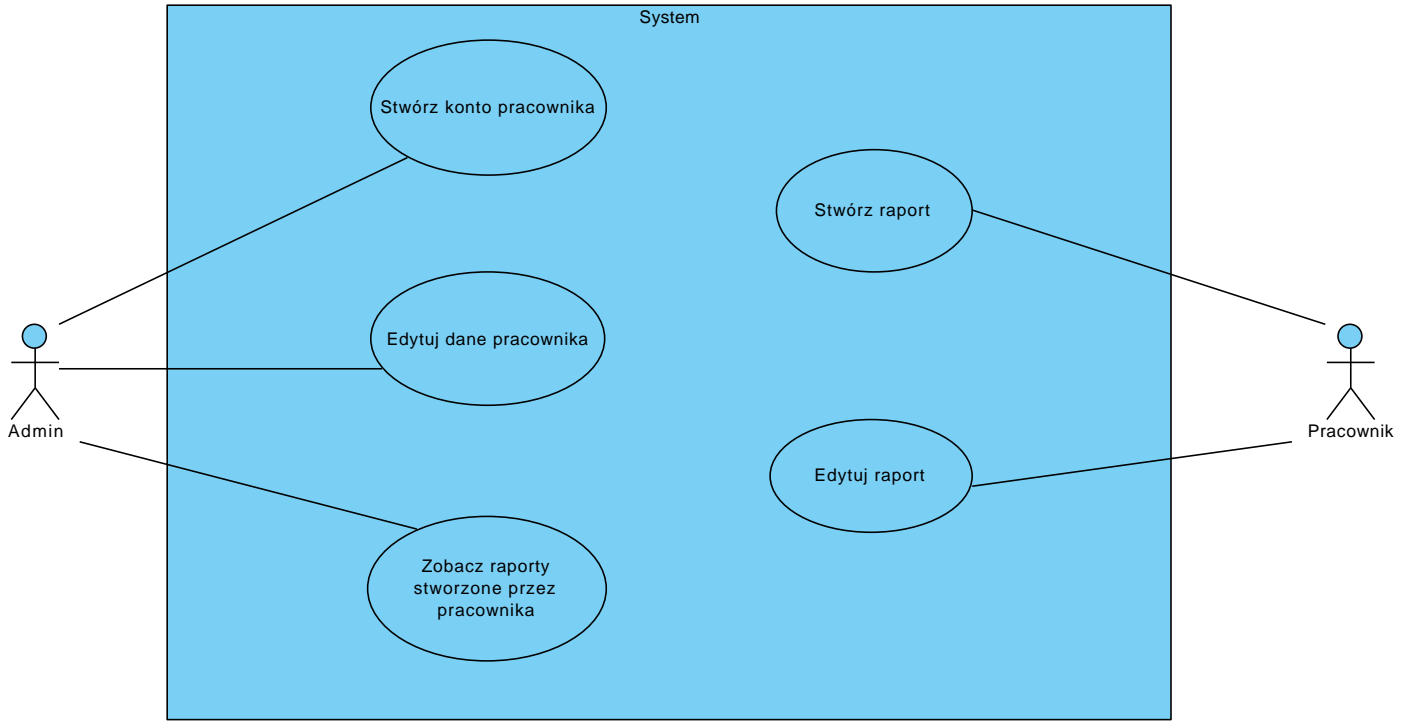 System
Stwórz konto pracownika
Stwórz raport
Edytuj dane pracownika
Admin
Pracownik
Edytuj raport
Zobacz raporty
stworzone przez
pracownika